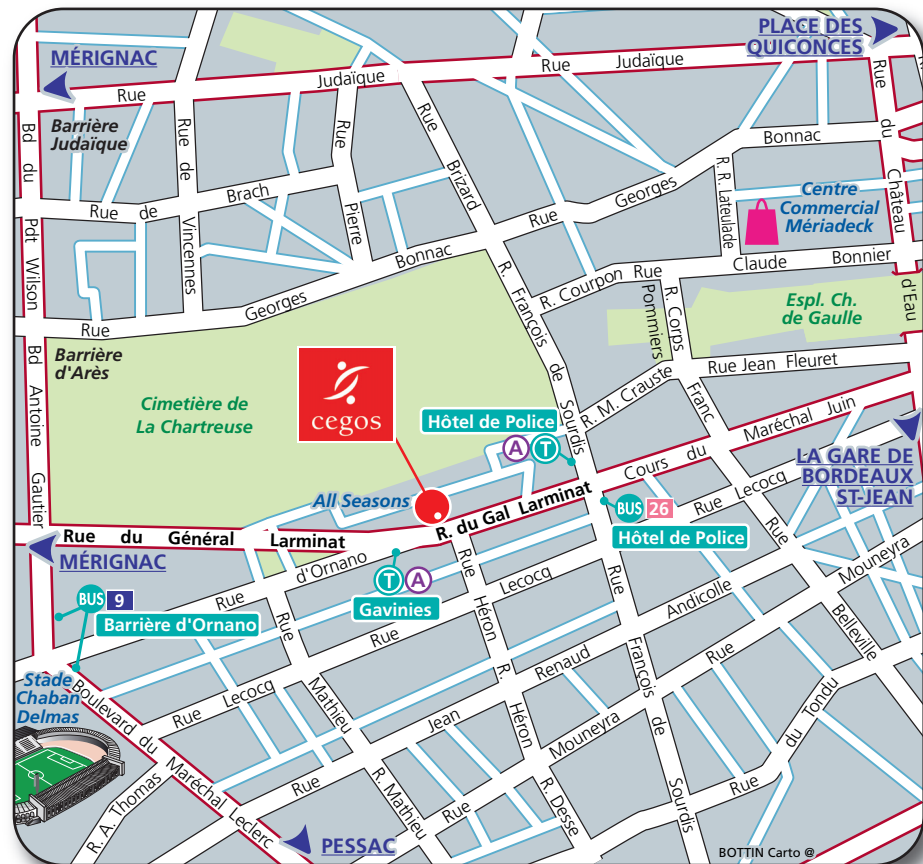 MÉRIGNAC
PLACE DES
QUICONCES
Rue Judaïque Rue Judaïque
Barrière
Judaïque
Bd du Pdt Wilson
Rue de Vincennes
Rue Pierre
Rue Brizard
Rue du Château d'Eau
Rue de Brach
Rue Georges Bonnac Rue Georges Bonnac
R. R. Lateulade
Centre
Commercial
Mériadeck
R. Courpon
Rue Claude Bonnier
Pommiers
R. Corps Franc
Espl. Ch.
de Gaulle
Rue Jean Fleuret
Barrière
d'Arès
Bd Antoine Gautier
Cimetière de
La Chartreuse
cegos
R. François de Sourdis
R. M. Crauste
Hôtel de Police
A T
All Seasons
Cours du Maréchal Juin
LA GARE DE
BORDEAUX
ST-JEAN
R. du Gal Larminat
Rue du Général Larminat
BUS 26
Hôtel de Police
Rue Lecocq
MÉRIGNAC
Rue d'Ornano
T A
Gavinies
BUS 9
Barrière d'Ornano
Rue Lecocq
Rue Lecocq
Rue Héron
R. Héron
R. Desse
Rue Mathieu
R. Mathieu
Rue Jean Renaud Andicolle
Rue Mouneyra Rue Mouneyra
Rue François de Sourdis
Rue Belleville
Rue du Tondu
Stade
Chaban
Delmas
Boulevard du Maréchal Leclerc
R. A. Thomas
PESSAC
BOTTIN Carto @